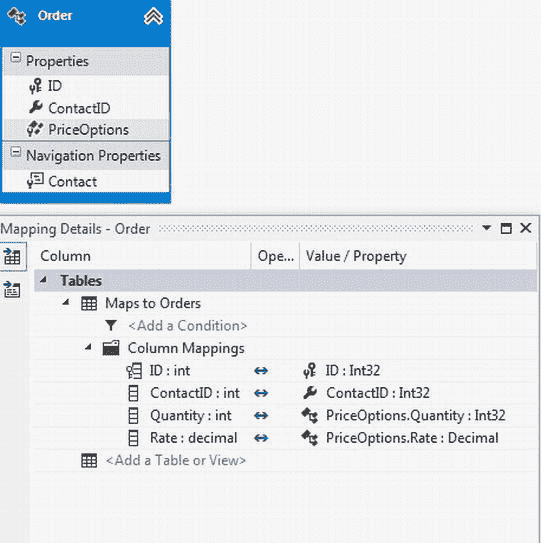 Order
Properties
ID
ContactID
PriceOptions
Navigation Properties
Contact
Mapping Details - Order
Column Ope... Value / Property
Tables
Maps to Orders
<Add a Condition>
Column Mappings
ID : int ID : Int32
ContactID : int ContactID : Int32
Quantity : int PriceOptions.Quantity : Int32
Rate : decimal PriceOptions.Rate : Decimal
<Add a Table or View>